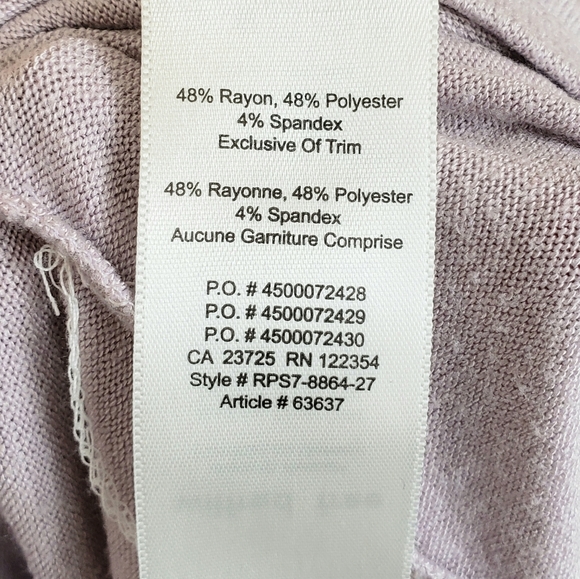 48% Rayon, 48% Polyester
4% Spandex
Exclusive Of Trim
48% Rayonne, 48% Polyester
4% Spandex
Aucune Garniture Comprise
P.O. # 4500072428
P.O. # 4500072429
P.O. # 4500072430
CA 23725 RN 122354
Style # RPS7-8864-27
Article # 63637